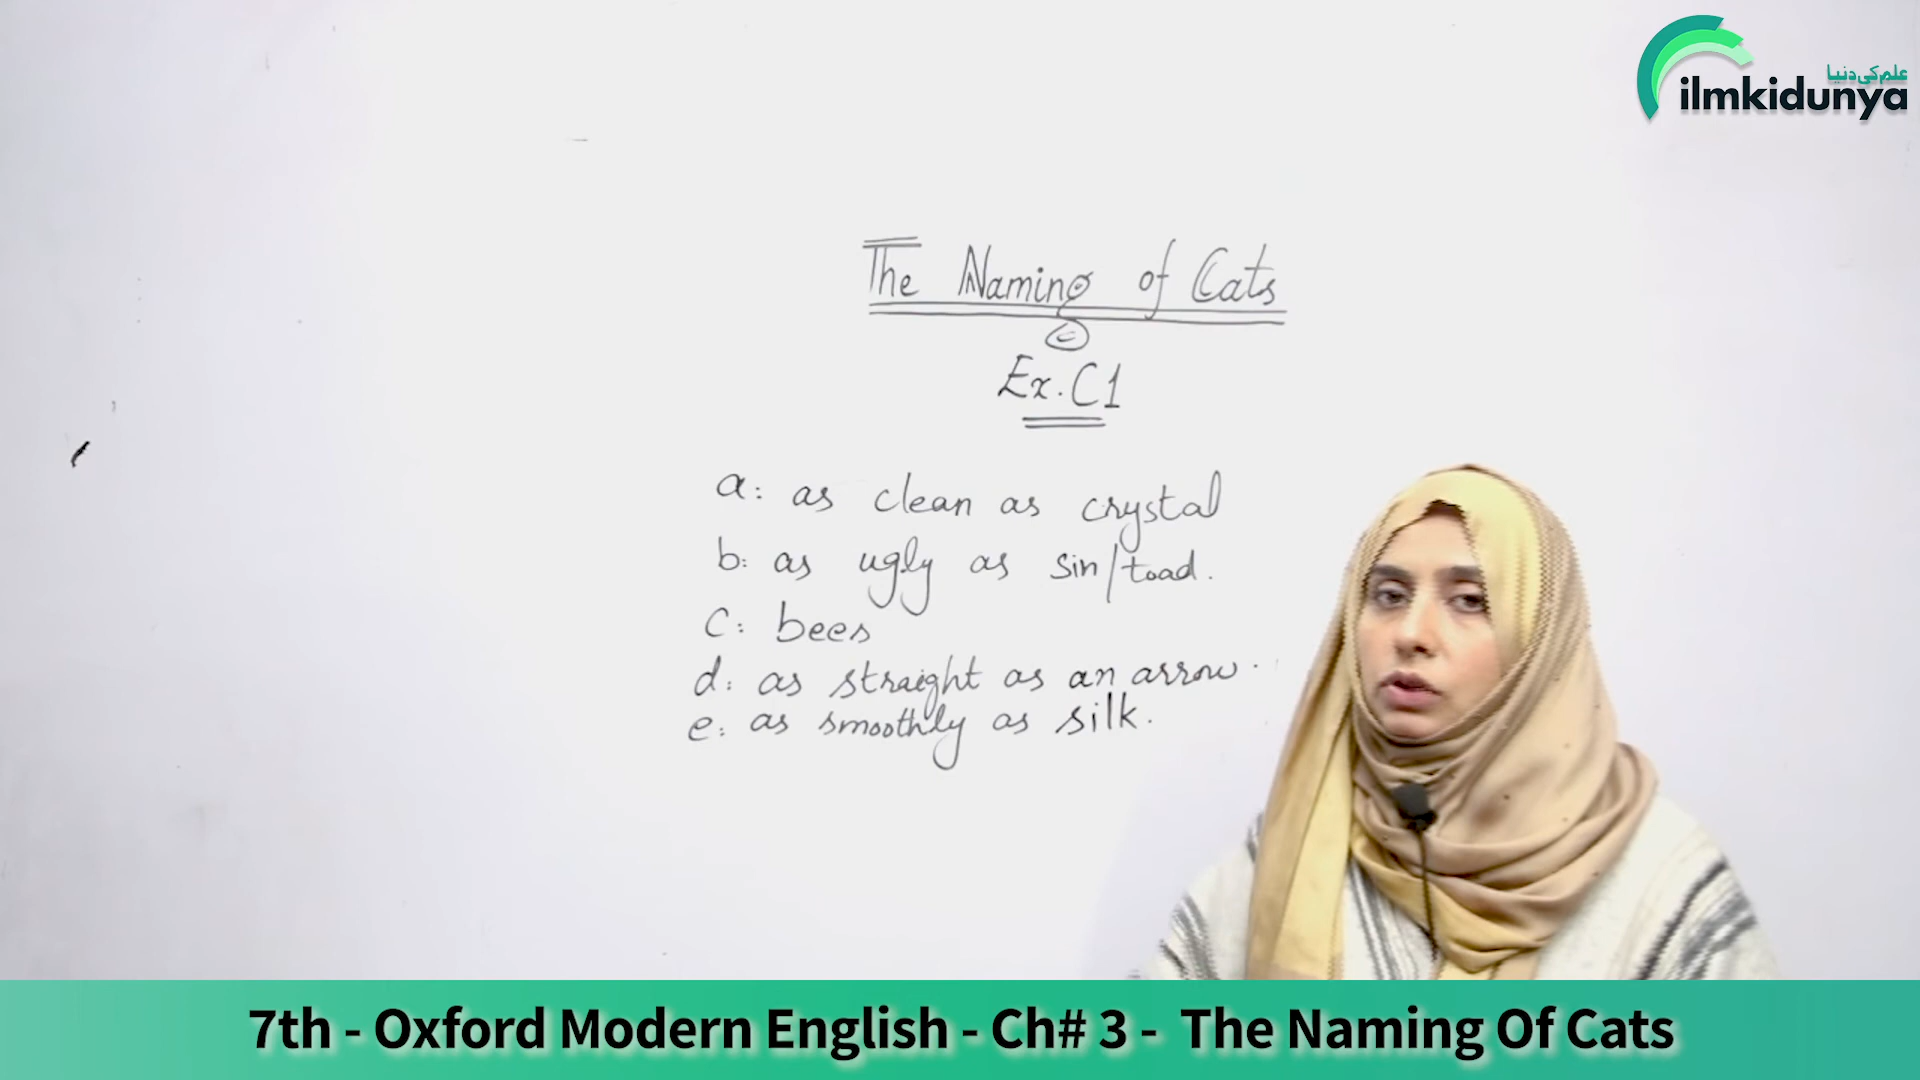 علم کی دنیا
ilmkidunya
The Naming of Cats
Ex. C1
a: as clean as crystal
b: as ugly as sin/toad.
c: bees
d: as straight as an arrow.
e: as smoothly as silk.
7th - Oxford Modern English - Ch# 3 - The Naming Of Cats